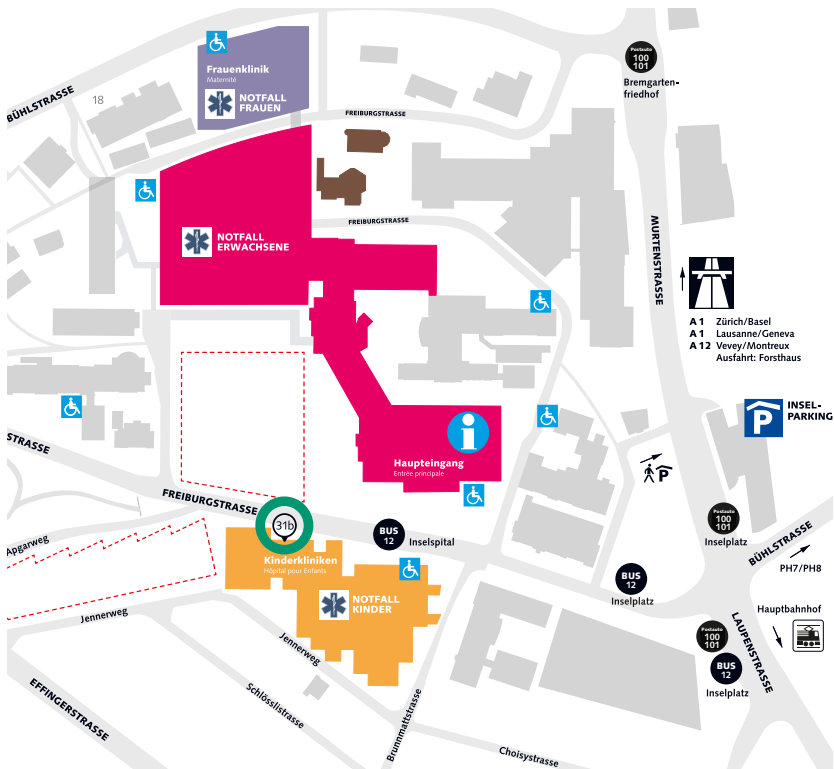 Postauto
100
101
Bremgarten-
friedhof
Frauenklinik
Maternité
NOTFALL
FRAUEN
BÜHLSTRASSE
18
FREIBURGSTRASSE
FREIBURGSTRASSE
NOTFALL
ERWACHSENE
MURTENSTRASSE
A 1 Zürich/Basel
A 1 Lausanne/Geneva
A 12 Vevey/Montreux
Ausfahrt: Forsthaus
P
INSEL-
PARKING
i
Haupteingang
Entrée principale
P
STRASSE
FREIBURGSTRASSE
31b
BUS
12
Inselspital
Postauto
100
101
Inselplatz
BÜHLSTRASSE
PH7/PH8
Apgarweg
Kinderkliniken
Hôpital pour Enfants
NOTFALL
KINDER
BUS
12
Inselplatz
Hauptbahnhof
LAUPENSTRASSE
Postauto
100
101
BUS
12
Inselplatz
Jennerweg
Jennerweg
EFFINGERSTRASSE
Schlösslistrasse
Brunnmattstrasse
Choisystrasse